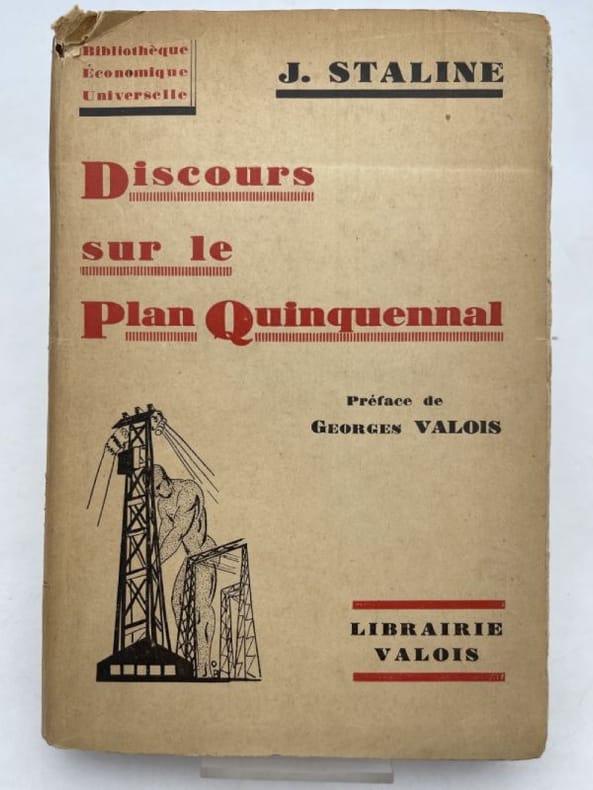 Bibliothèque
Économique
Universelle
J. STALINE
Discours
sur le
Plan Quinquennal
Préface de
GEORGES VALOIS
LIBRAIRIE
VALOIS